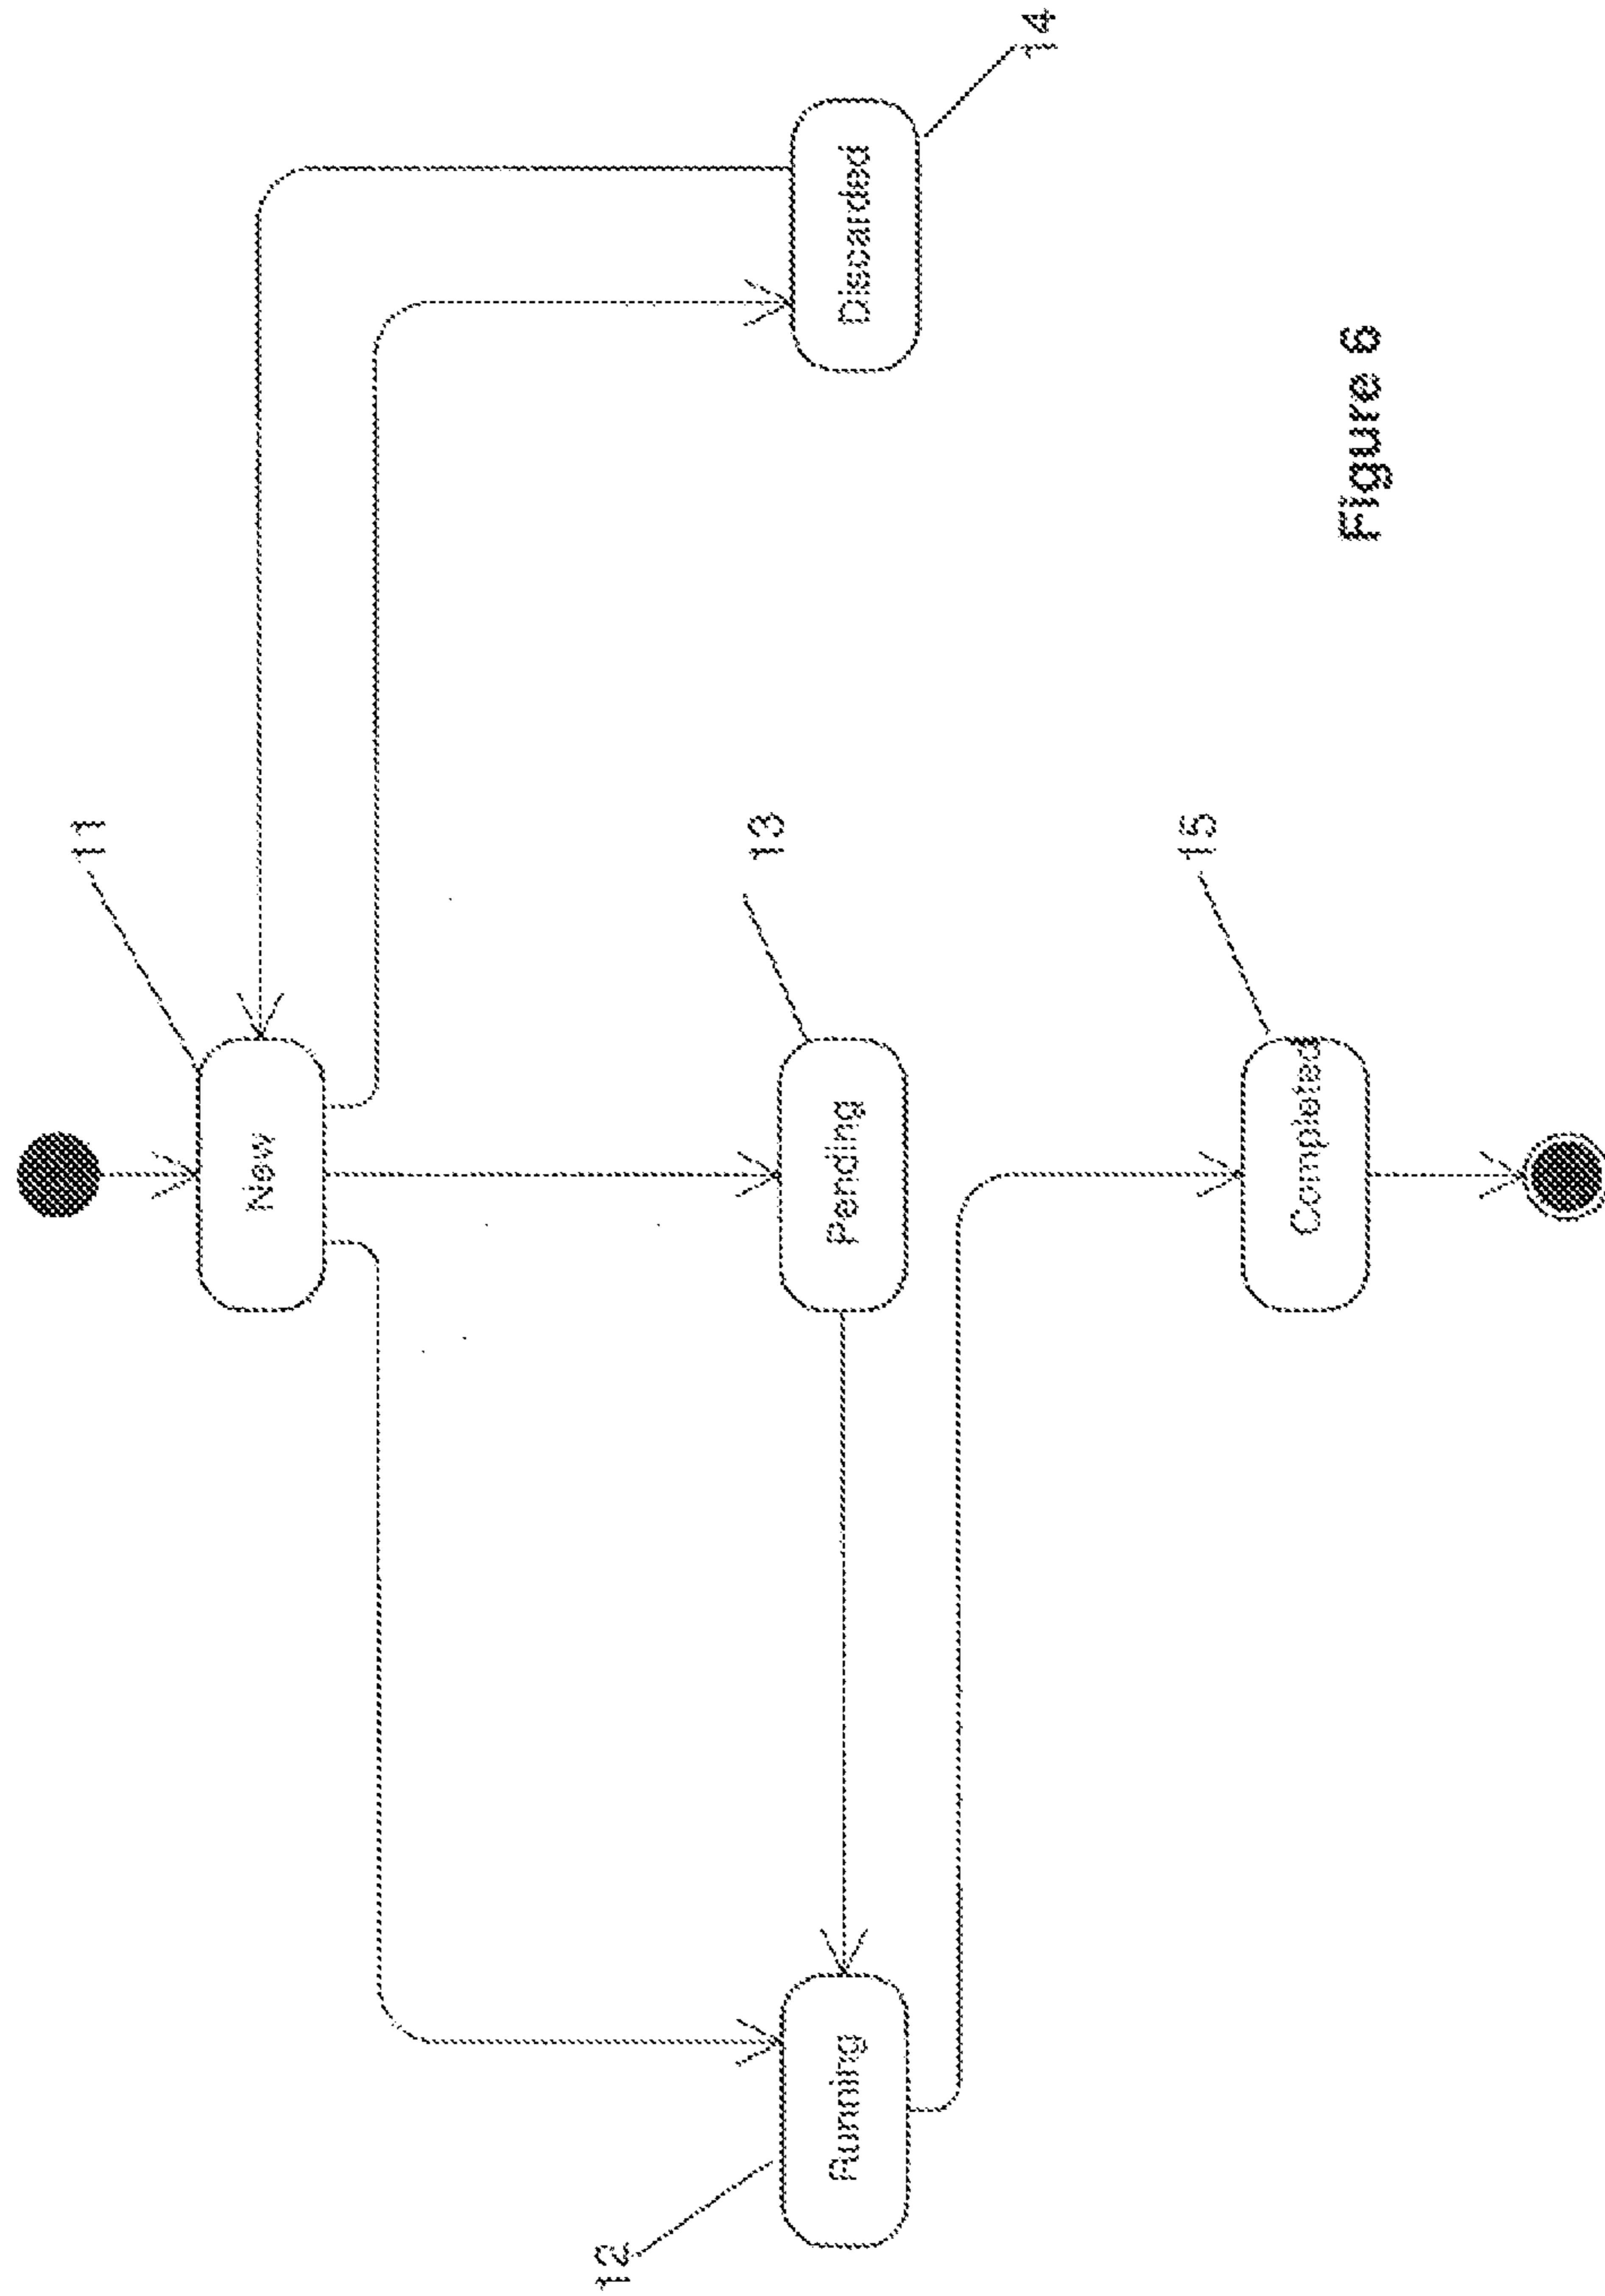 11
New
12
Running
13
Pending
Discarded
14
15
Completed
Figure 6